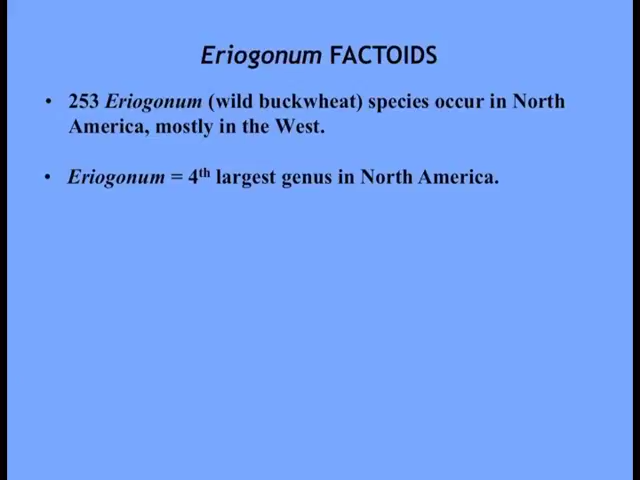 Eriogonum FACTOIDS
• 253 Eriogonum (wild buckwheat) species occur in North
America, mostly in the West.
• Eriogonum = 4th largest genus in North America.